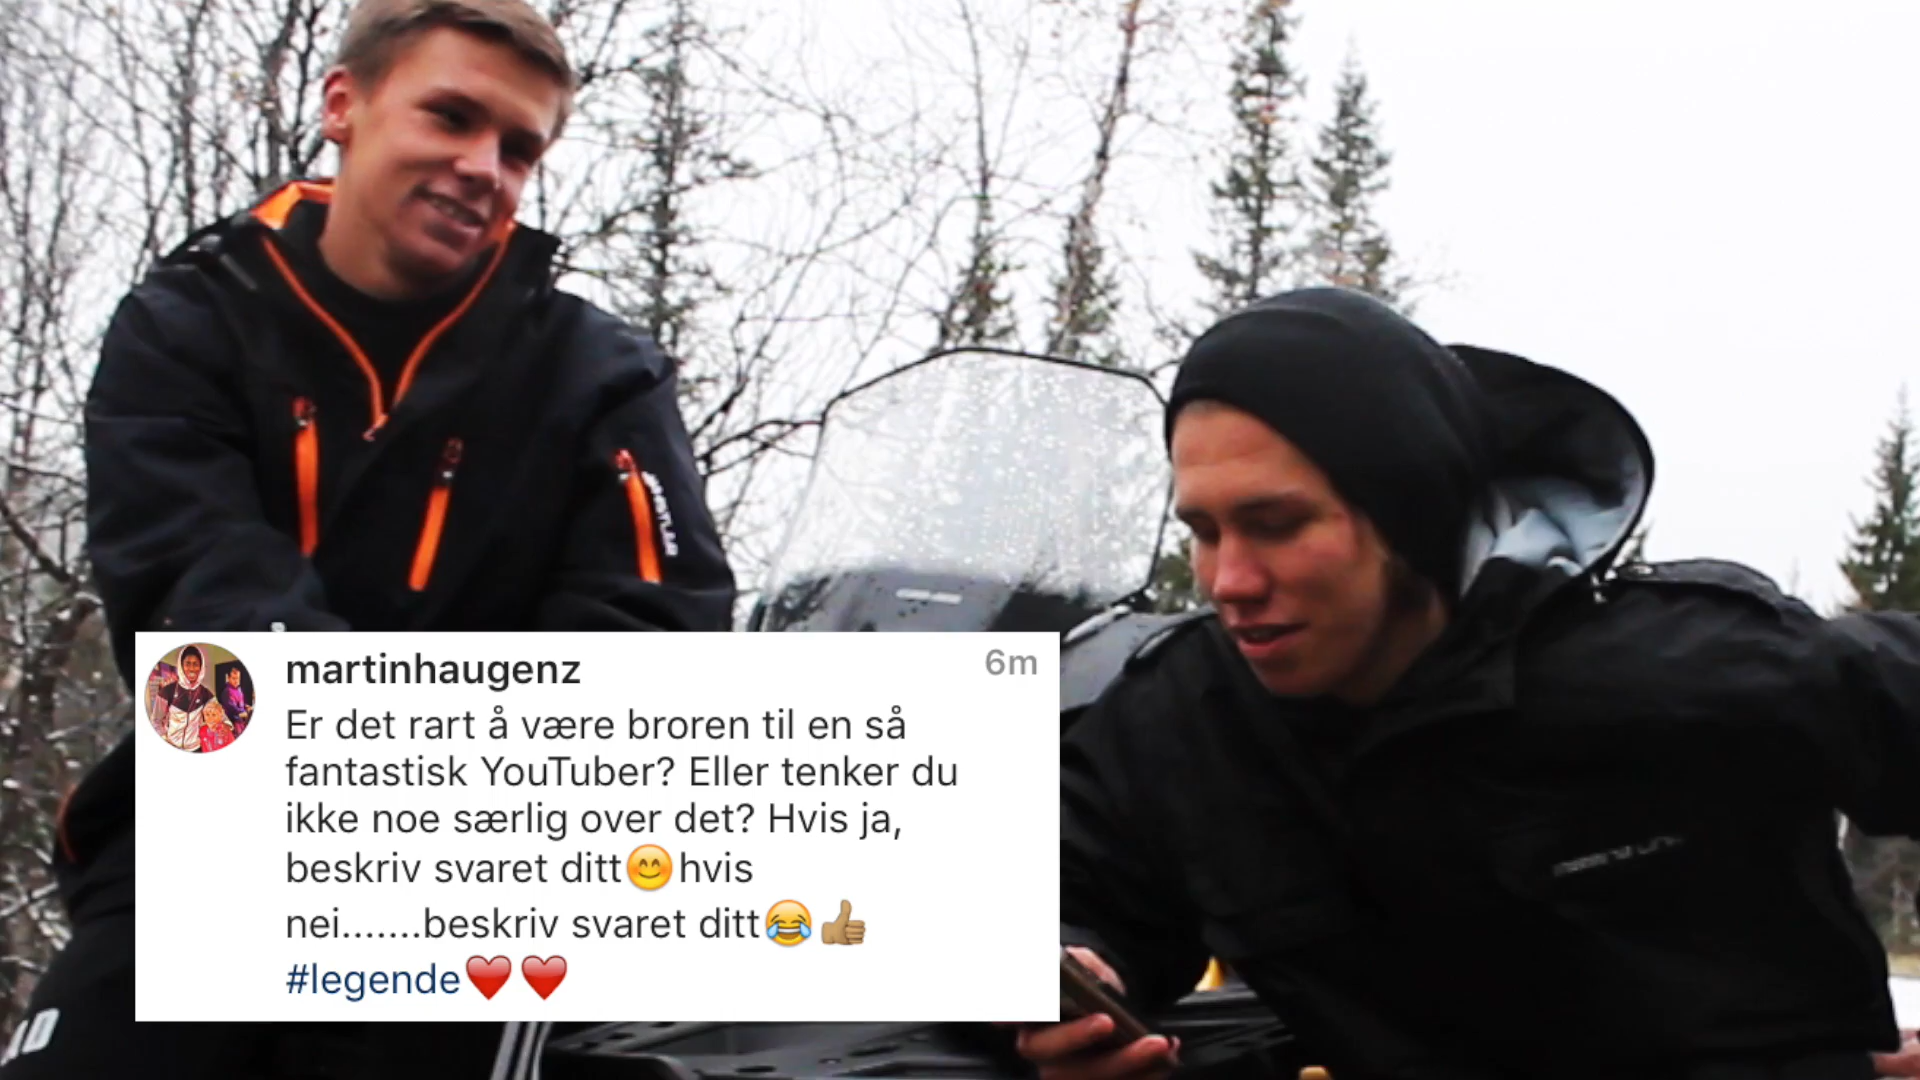 martinhaugenz
6m
Er det rart å være broren til en så
fantastisk YouTuber? Eller tenker du
ikke noe særlig over det? Hvis ja,
beskriv svaret ditt😊hvis
nei.......beskriv svaret ditt😂👍🏽
#legende❤️❤️